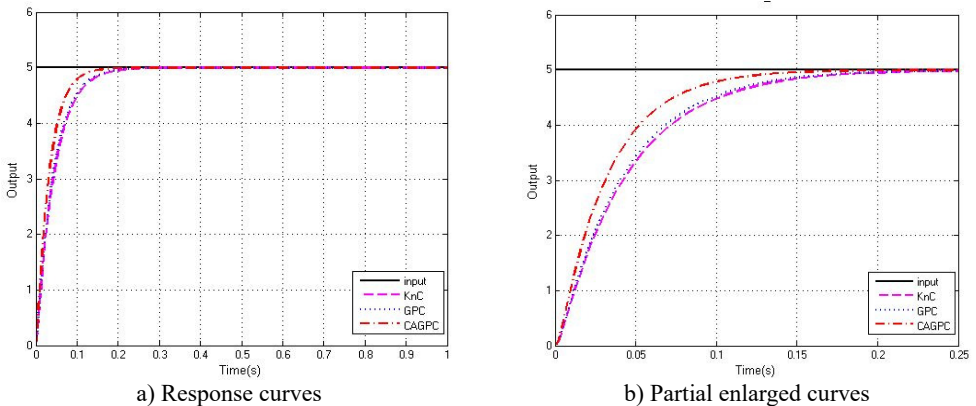 6
5
4
3
2
1
0
Output
0
0.1
0.2
0.3
0.4
0.5
0.6
0.7
0.8
0.9
1
Time(s)
input
KnC
GPC
CAGPC
a) Response curves
6
5
4
3
2
1
0
Output
0
0.05
0.1
0.15
0.2
0.25
Time(s)
input
KnC
GPC
CAGPC
b) Partial enlarged curves